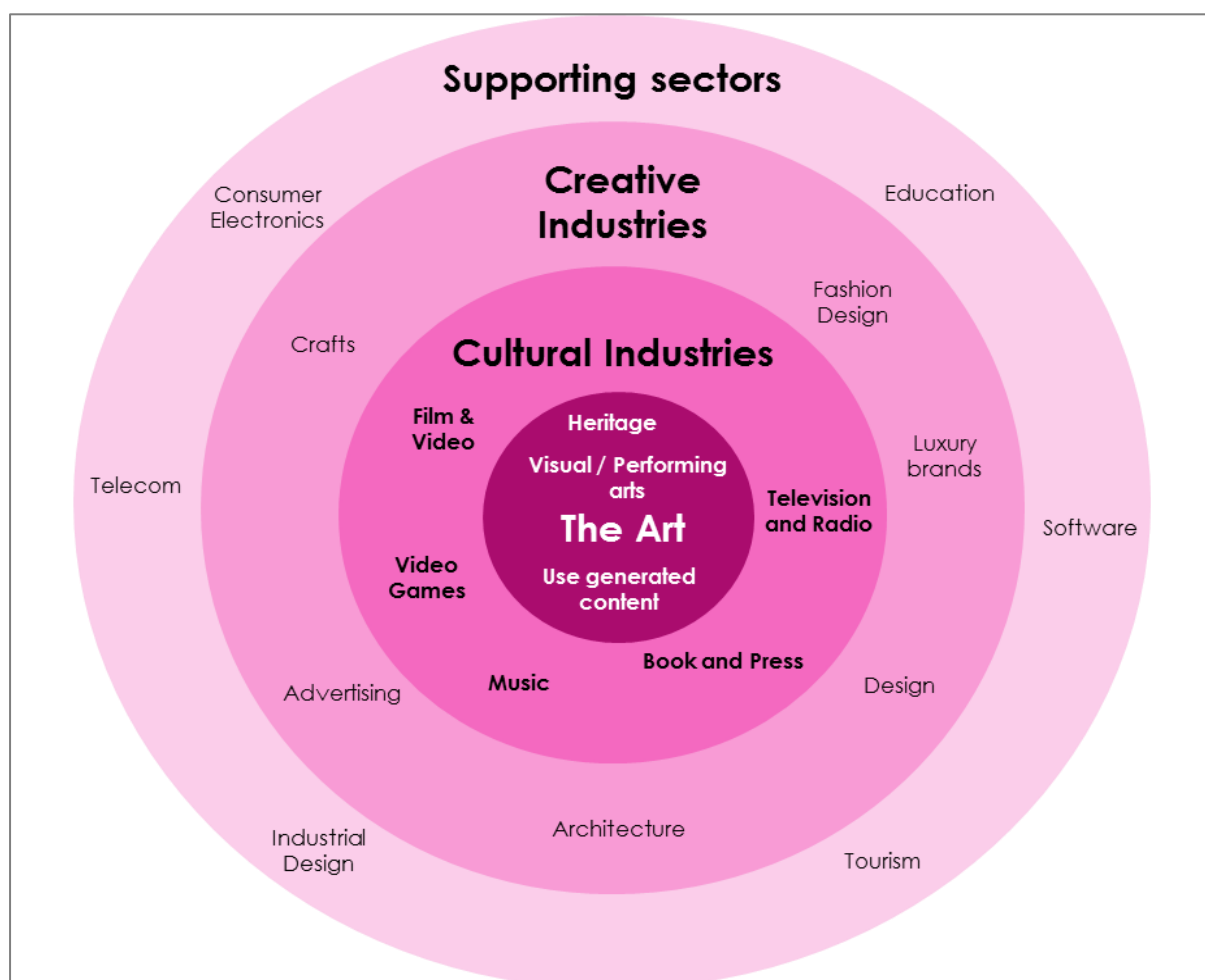 Supporting sectors
Creative
Industries
Consumer
Electronics
Education
Fashion
Design
Crafts
Cultural Industries
Film &
Video
Heritage
Visual / Performing
arts
The Art
Use generated
content
Luxury
brands
Television
and Radio
Telecom
Software
Video
Games
Book and Press
Music
Advertising
Design
Architecture
Industrial
Design
Tourism